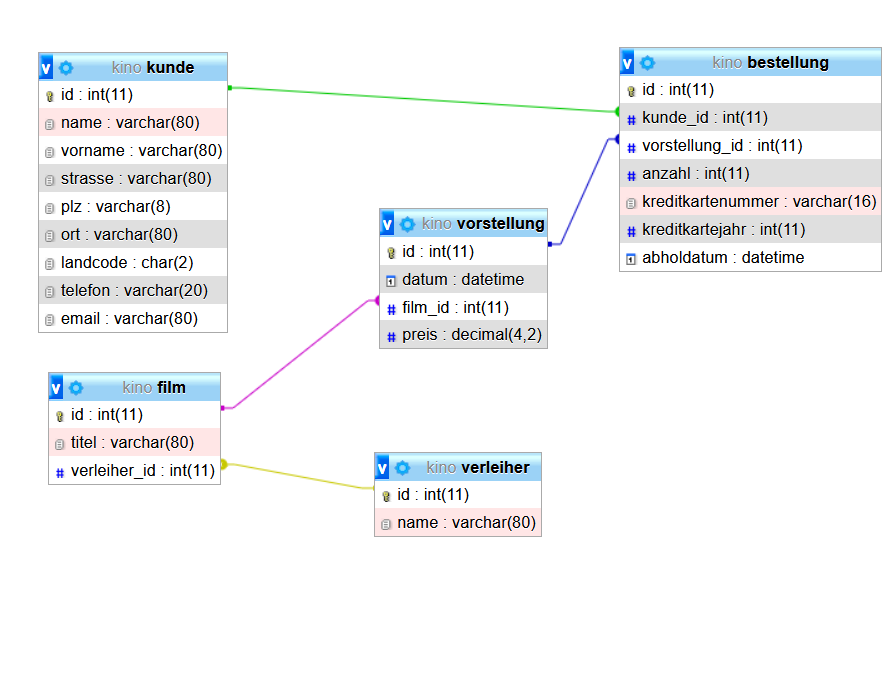 v kino kunde
id : int(11)
name : varchar(80)
vorname : varchar(80)
strasse : varchar(80)
plz : varchar(8)
ort : varchar(80)
landcode : char(2)
telefon : varchar(20)
email : varchar(80)
v kino bestellung
id : int(11)
# kunde_id : int(11)
# vorstellung_id : int(11)
# anzahl : int(11)
kreditkartenummer : varchar(16)
# kreditkartejahr : int(11)
1 abholdatum : datetime
v kino vorstellung
id : int(11)
1 datum : datetime
# film_id : int(11)
# preis : decimal(4,2)
v kino film
id : int(11)
titel : varchar(80)
# verleiher_id : int(11)
v kino verleiher
id : int(11)
name : varchar(80)